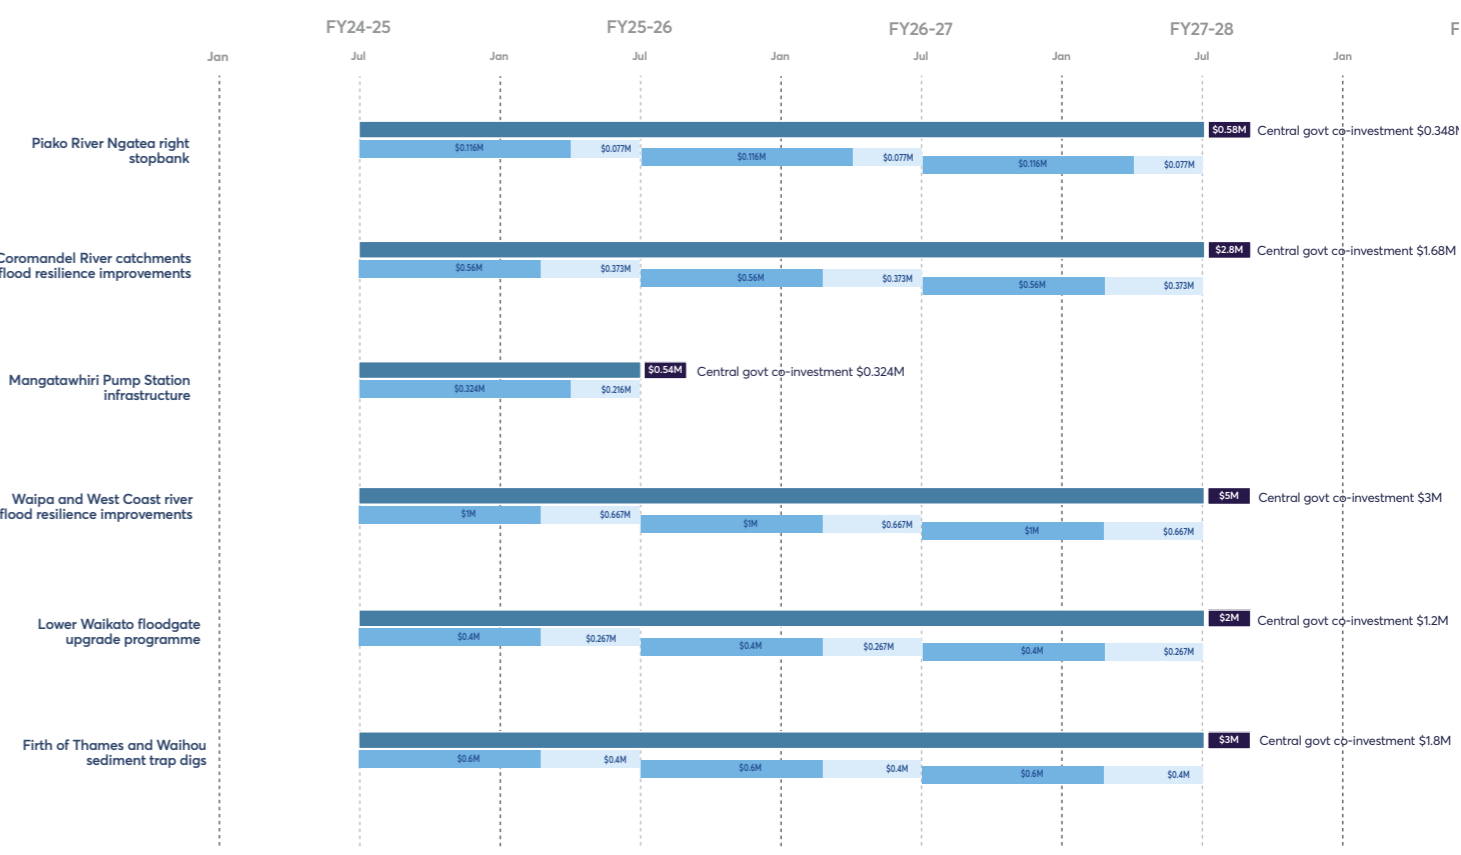 FY24-25 FY25-26 FY26-27 FY27-28 F
Jan Jul Jan Jul Jan Jul Jan Jul Jan
Piako River Ngatea right
stopbank
$0.58M Central govt co-investment $0.348M
$0.116M $0.077M $0.116M $0.077M $0.116M $0.077M
Coromandel River catchments
flood resilience improvements
$2.8M Central govt co-investment $1.68M
$0.56M $0.373M $0.56M $0.373M $0.56M $0.373M
Mangatawhiri Pump Station
infrastructure
$0.54M Central govt co-investment $0.324M
$0.324M $0.216M
Waipa and West Coast river
flood resilience improvements
$5M Central govt co-investment $3M
$1M $0.667M $1M $0.667M $1M $0.667M
Lower Waikato floodgate
upgrade programme
$2M Central govt co-investment $1.2M
$0.4M $0.267M $0.4M $0.267M $0.4M $0.267M
Firth of Thames and Waihou
sediment trap digs
$3M Central govt co-investment $1.8M
$0.6M $0.4M $0.6M $0.4M $0.6M $0.4M